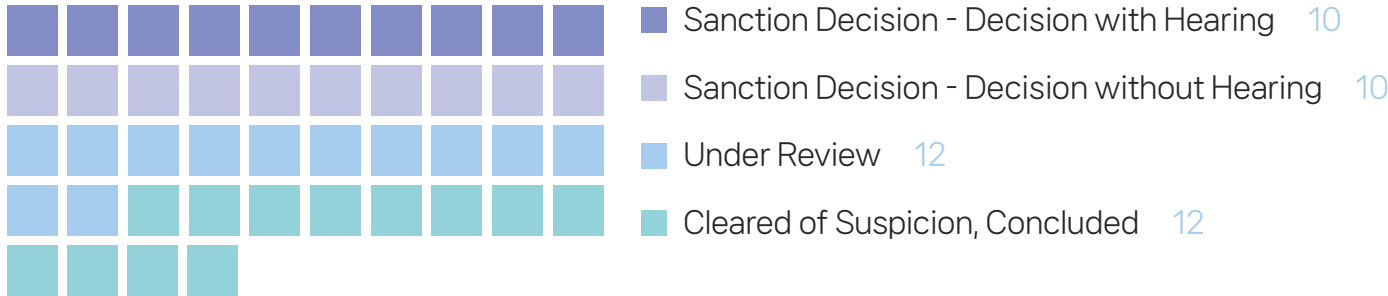 Sanction Decision - Decision with Hearing 10
Sanction Decision - Decision without Hearing 10
Under Review 12
Cleared of Suspicion, Concluded 12